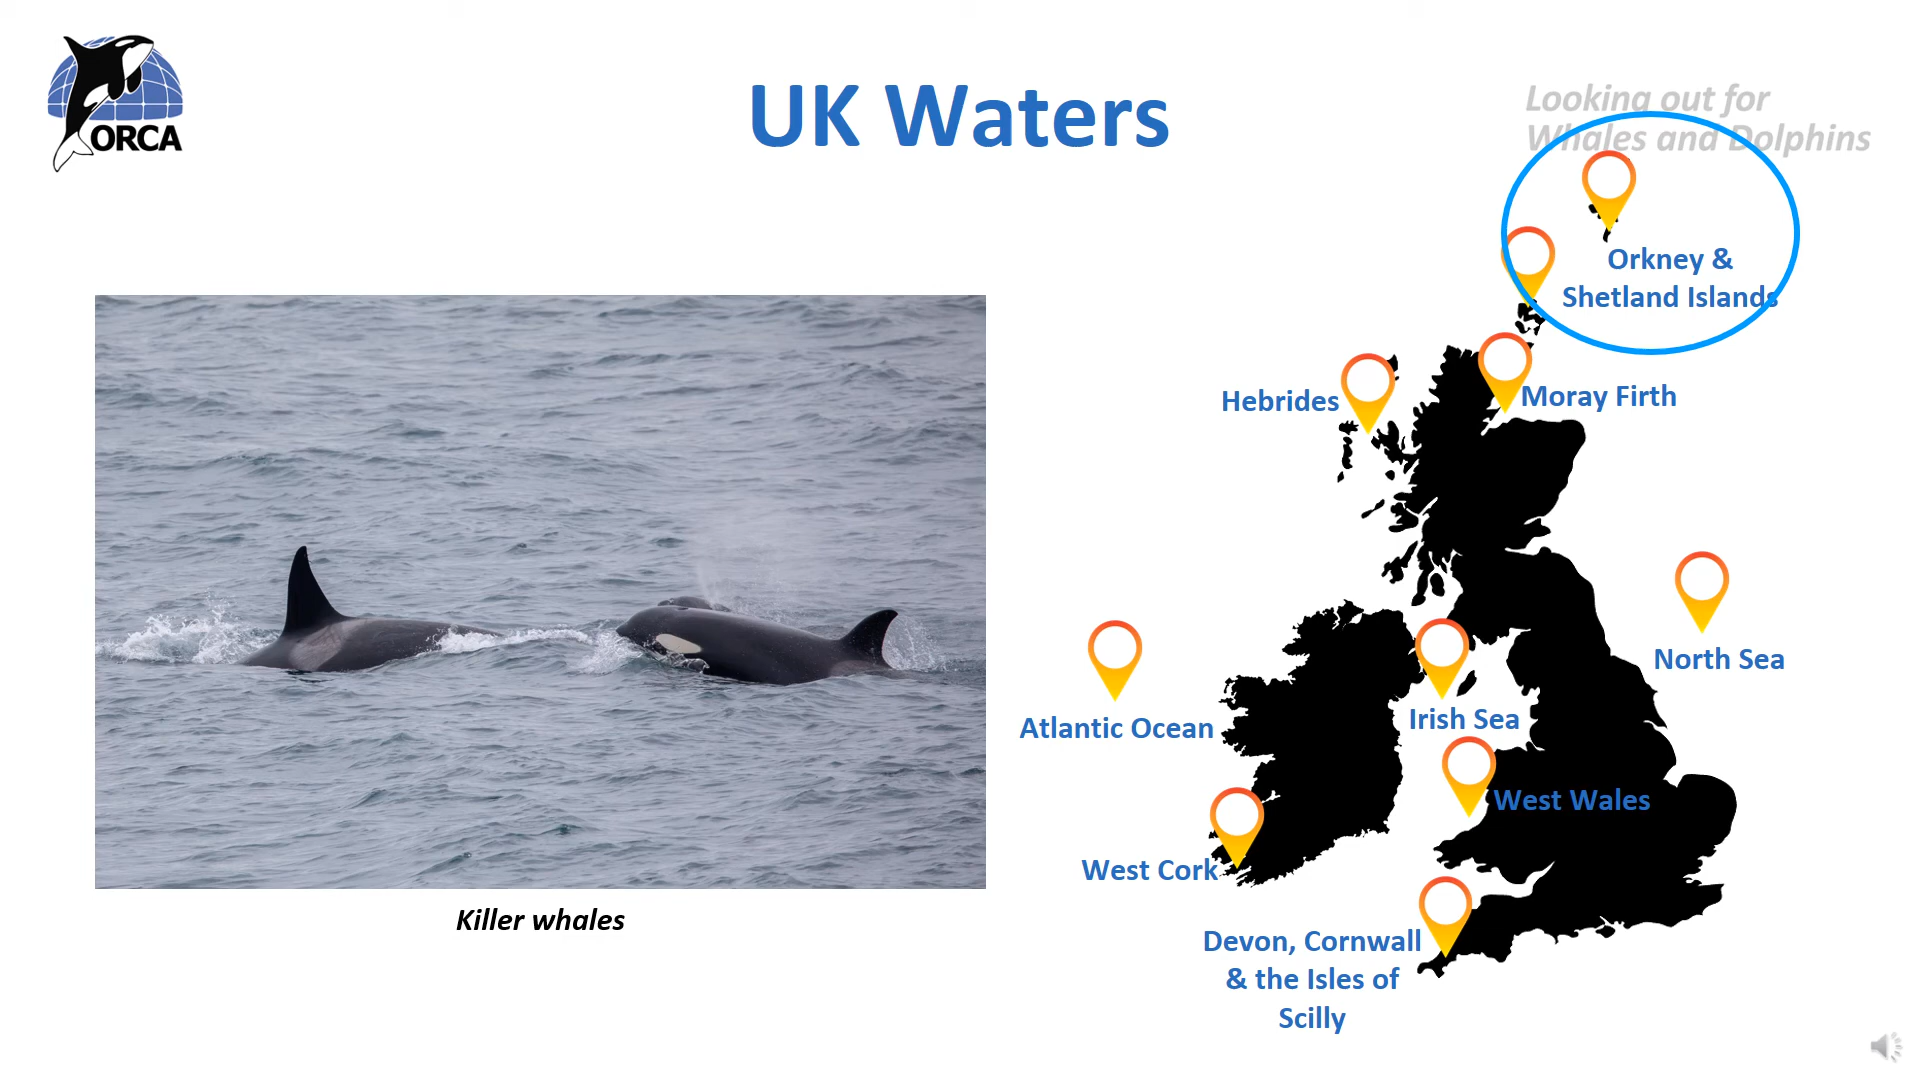 ORCA
UK Waters
Looking out for
Whales and Dolphins
Orkney &
Shetland Islands
Hebrides
Moray Firth
North Sea
Atlantic Ocean
Irish Sea
West Wales
West Cork
Devon, Cornwall
& the Isles of
Scilly
Killer whales